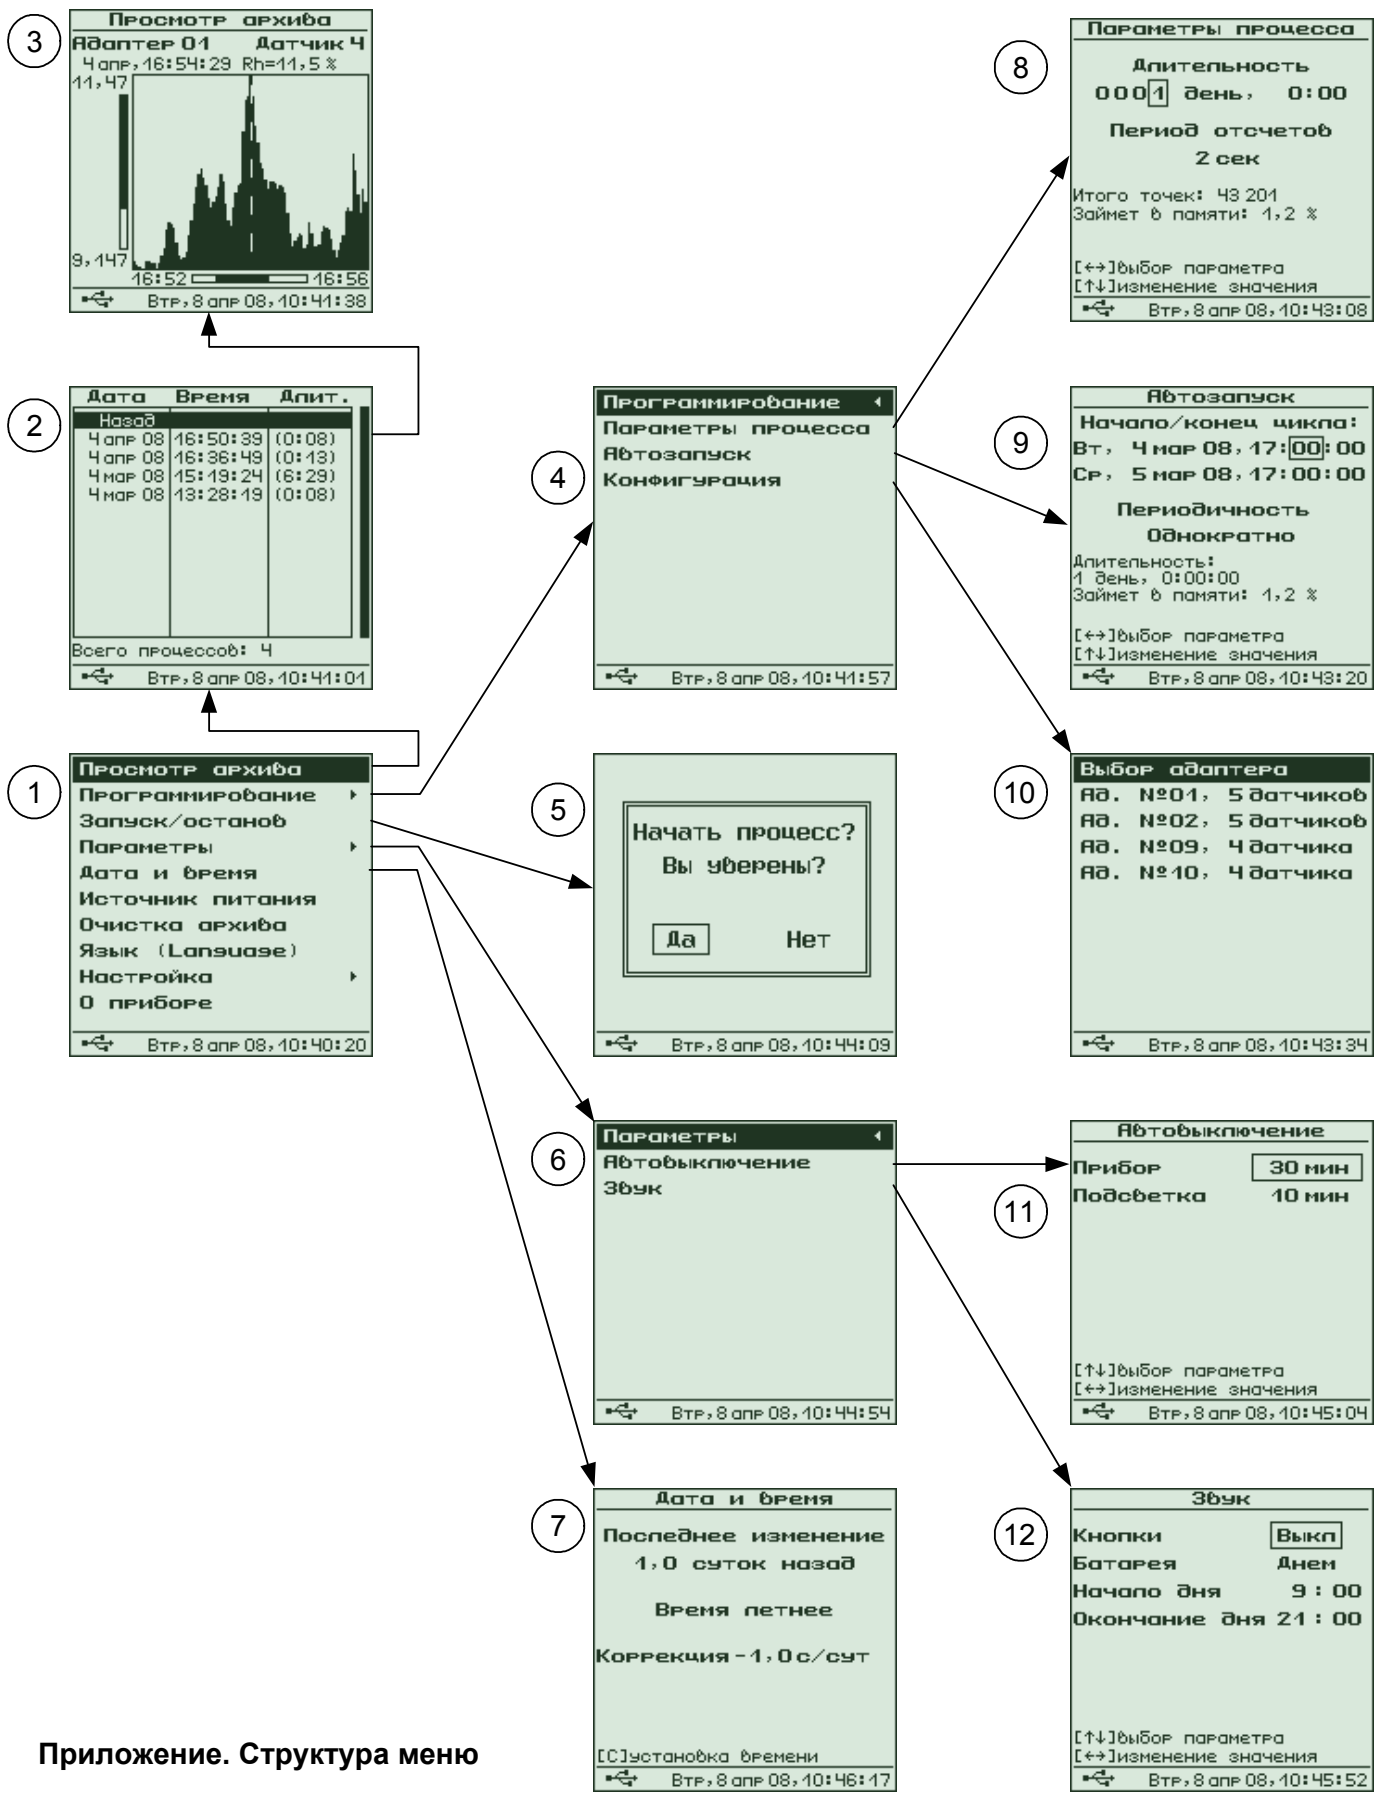 3
Просмотр архива
Адаптер 01 Датчик 4
4 апр, 16:54:29 Rh=11,5 %
11,47
9,147
16:52 16:56
Втр, 8 апр 08, 10:41:38
2
Дата Время Длит.
Назад
4 апр 08 16:50:39 (0:08)
4 апр 08 16:36:49 (0:13)
4 мар 08 15:19:24 (6:29)
4 мар 08 13:28:19 (0:08)
Всего процессов: 4
Втр, 8 апр 08, 10:41:01
1
Просмотр архива
Программирование
Запуск/останов
Параметры
Дата и время
Источник питания
Очистка архива
Язык (Language)
Настройка
О приборе
Втр, 8 апр 08, 10:40:20
4
Программирование
Параметры процесса
Автозапуск
Конфигурация
Втр, 8 апр 08, 10:41:57
5
Начать процесс?
Вы уверены?
Да Нет
Втр, 8 апр 08, 10:44:09
6
Параметры
Автовыключение
Звук
Втр, 8 апр 08, 10:44:54
7
Дата и время
Последнее изменение
1,0 суток назад
Время летнее
Коррекция -1,0 с/сут
[C]установка времени
Втр, 8 апр 08, 10:46:17
8
Параметры процесса
Длительность
0001 день, 0:00
Период отсчетов
2 сек
Итого точек: 43 201
Займет в памяти: 1,2 %
[↔]выбор параметра
[↑↓]изменение значения
Втр, 8 апр 08, 10:43:08
9
Автозапуск
Начало/конец цикла:
Вт, 4 мар 08, 17:00:00
Ср, 5 мар 08, 17:00:00
Периодичность
Однократно
Длительность:
1 день, 0:00:00
Займет в памяти: 1,2 %
[↔]выбор параметра
[↑↓]изменение значения
Втр, 8 апр 08, 10:43:20
10
Выбор адаптера
Ад. №01, 5 датчиков
Ад. №02, 5 датчиков
Ад. №09, 4 датчика
Ад. №10, 4 датчика
Втр, 8 апр 08, 10:43:34
11
Автовыключение
Прибор 30 мин
Подсветка 10 мин
[↑↓]выбор параметра
[↔]изменение значения
Втр, 8 апр 08, 10:45:04
12
Звук
Кнопки Выкл
Батарея Днем
Начало дня 9:00
Окончание дня 21:00
[↑↓]выбор параметра
[↔]изменение значения
Втр, 8 апр 08, 10:45:52
Приложение. Структура меню